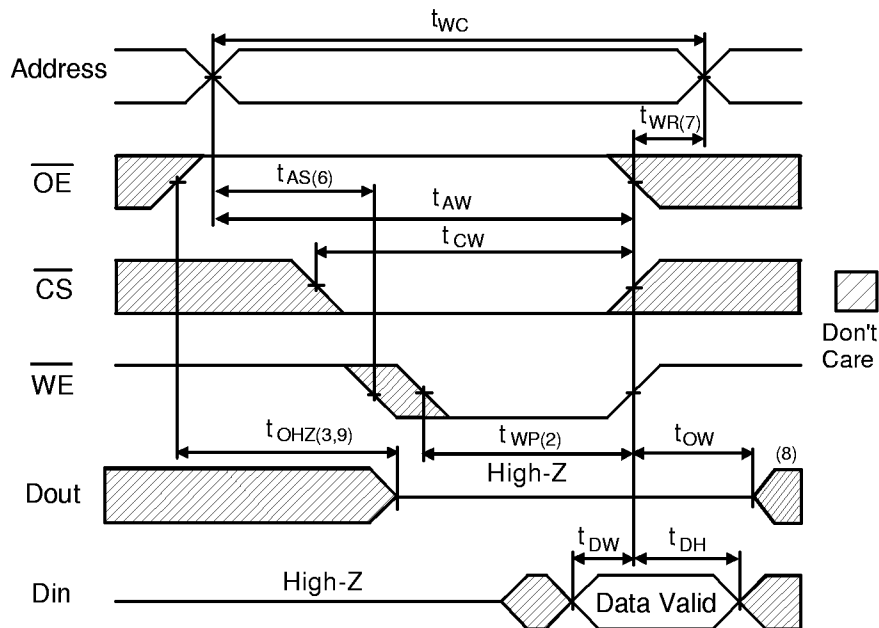 tWC
Address
tWR(7)
OE
tAS(6)
tAW
tCW
CS
Don't
Care
WE
tOHZ(3,9)
tWP(2)
tOW
High-Z
(8)
Dout
tDW
tDH
High-Z
Din
Data Valid